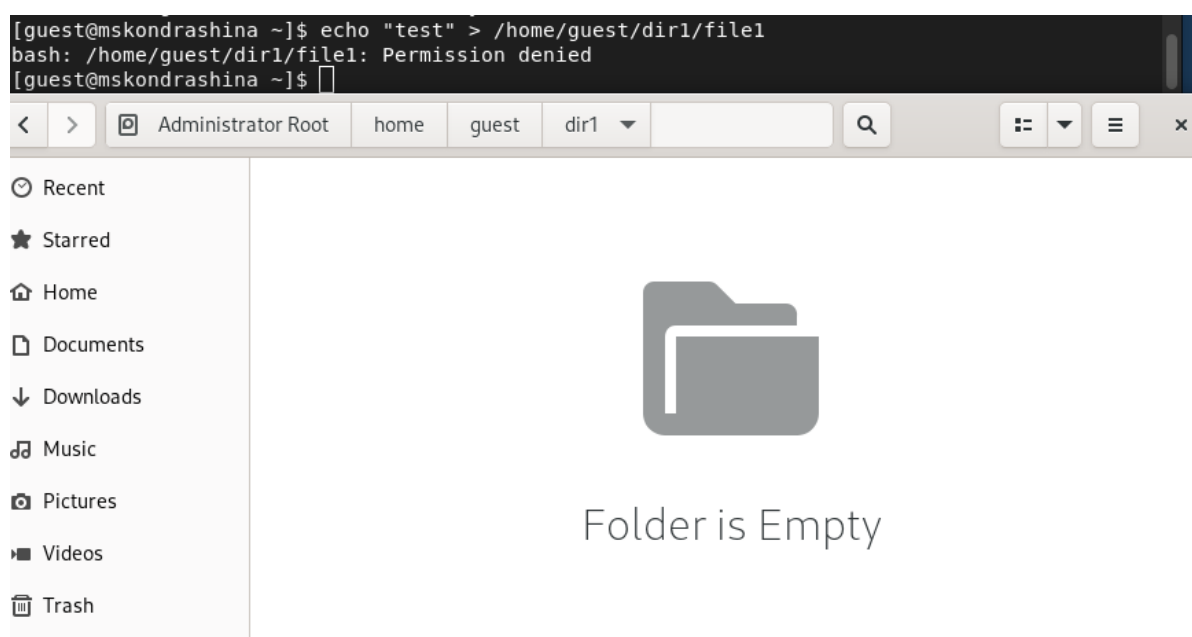 [guest@mskondrashina ~]$ echo "test" > /home/guest/dir1/file1
bash: /home/guest/dir1/file1: Permission denied
[guest@mskondrashina ~]$
Administrator Root home guest dir1
Recent
Starred
Home
Documents
Downloads
Music
Pictures
Videos
Trash
Folder is Empty